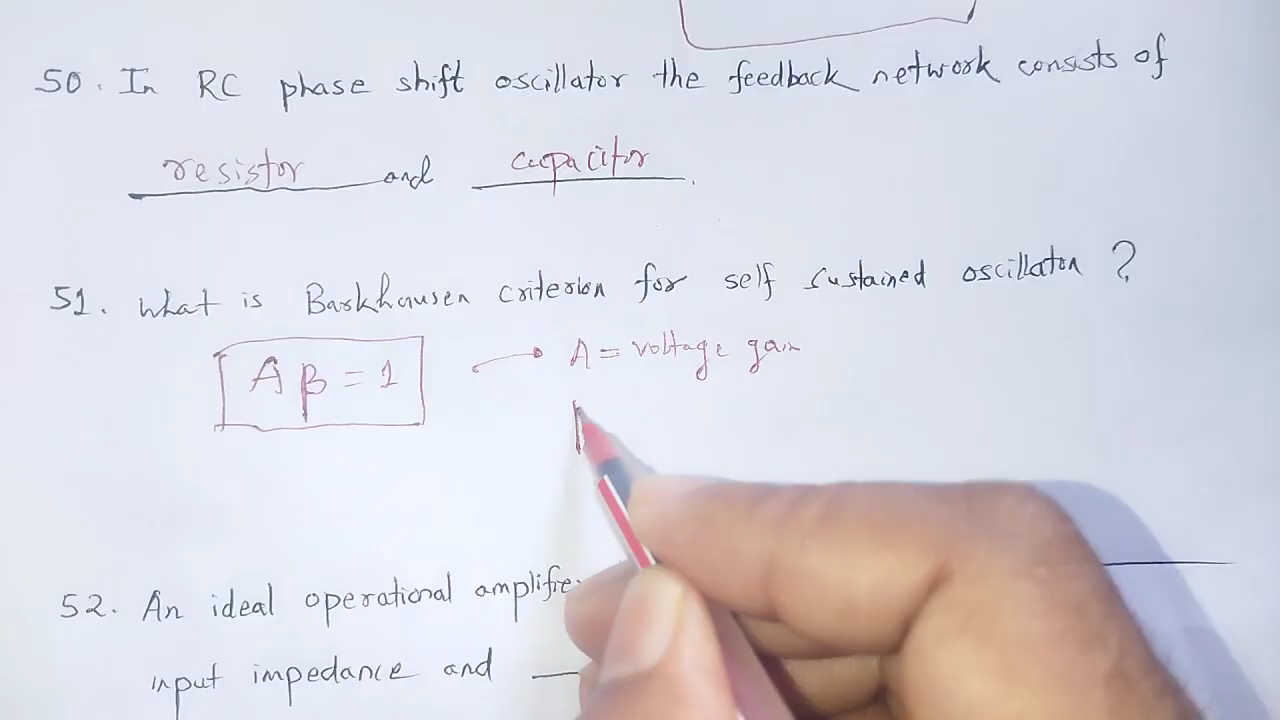 50. In RC phase shift oscillator the feedback network consists of
resistor and capacitor.
51. What is Barkhausen criterion for self sustained oscillation ?
Aβ = 1 → A = voltage gain
52. An ideal operational amplifie
input impedance and